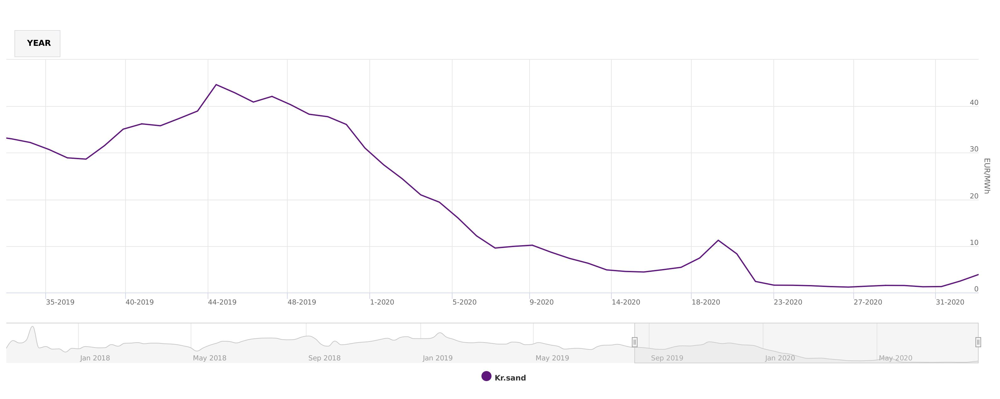 YEAR
40
30
20
10
0
EUR/MWh
35-2019 40-2019 44-2019 48-2019 1-2020 5-2020 9-2020 14-2020 18-2020 23-2020 27-2020 31-2020
Jan 2018 May 2018 Sep 2018 Jan 2019 May 2019 Sep 2019 Jan 2020 May 2020
Kr.sand